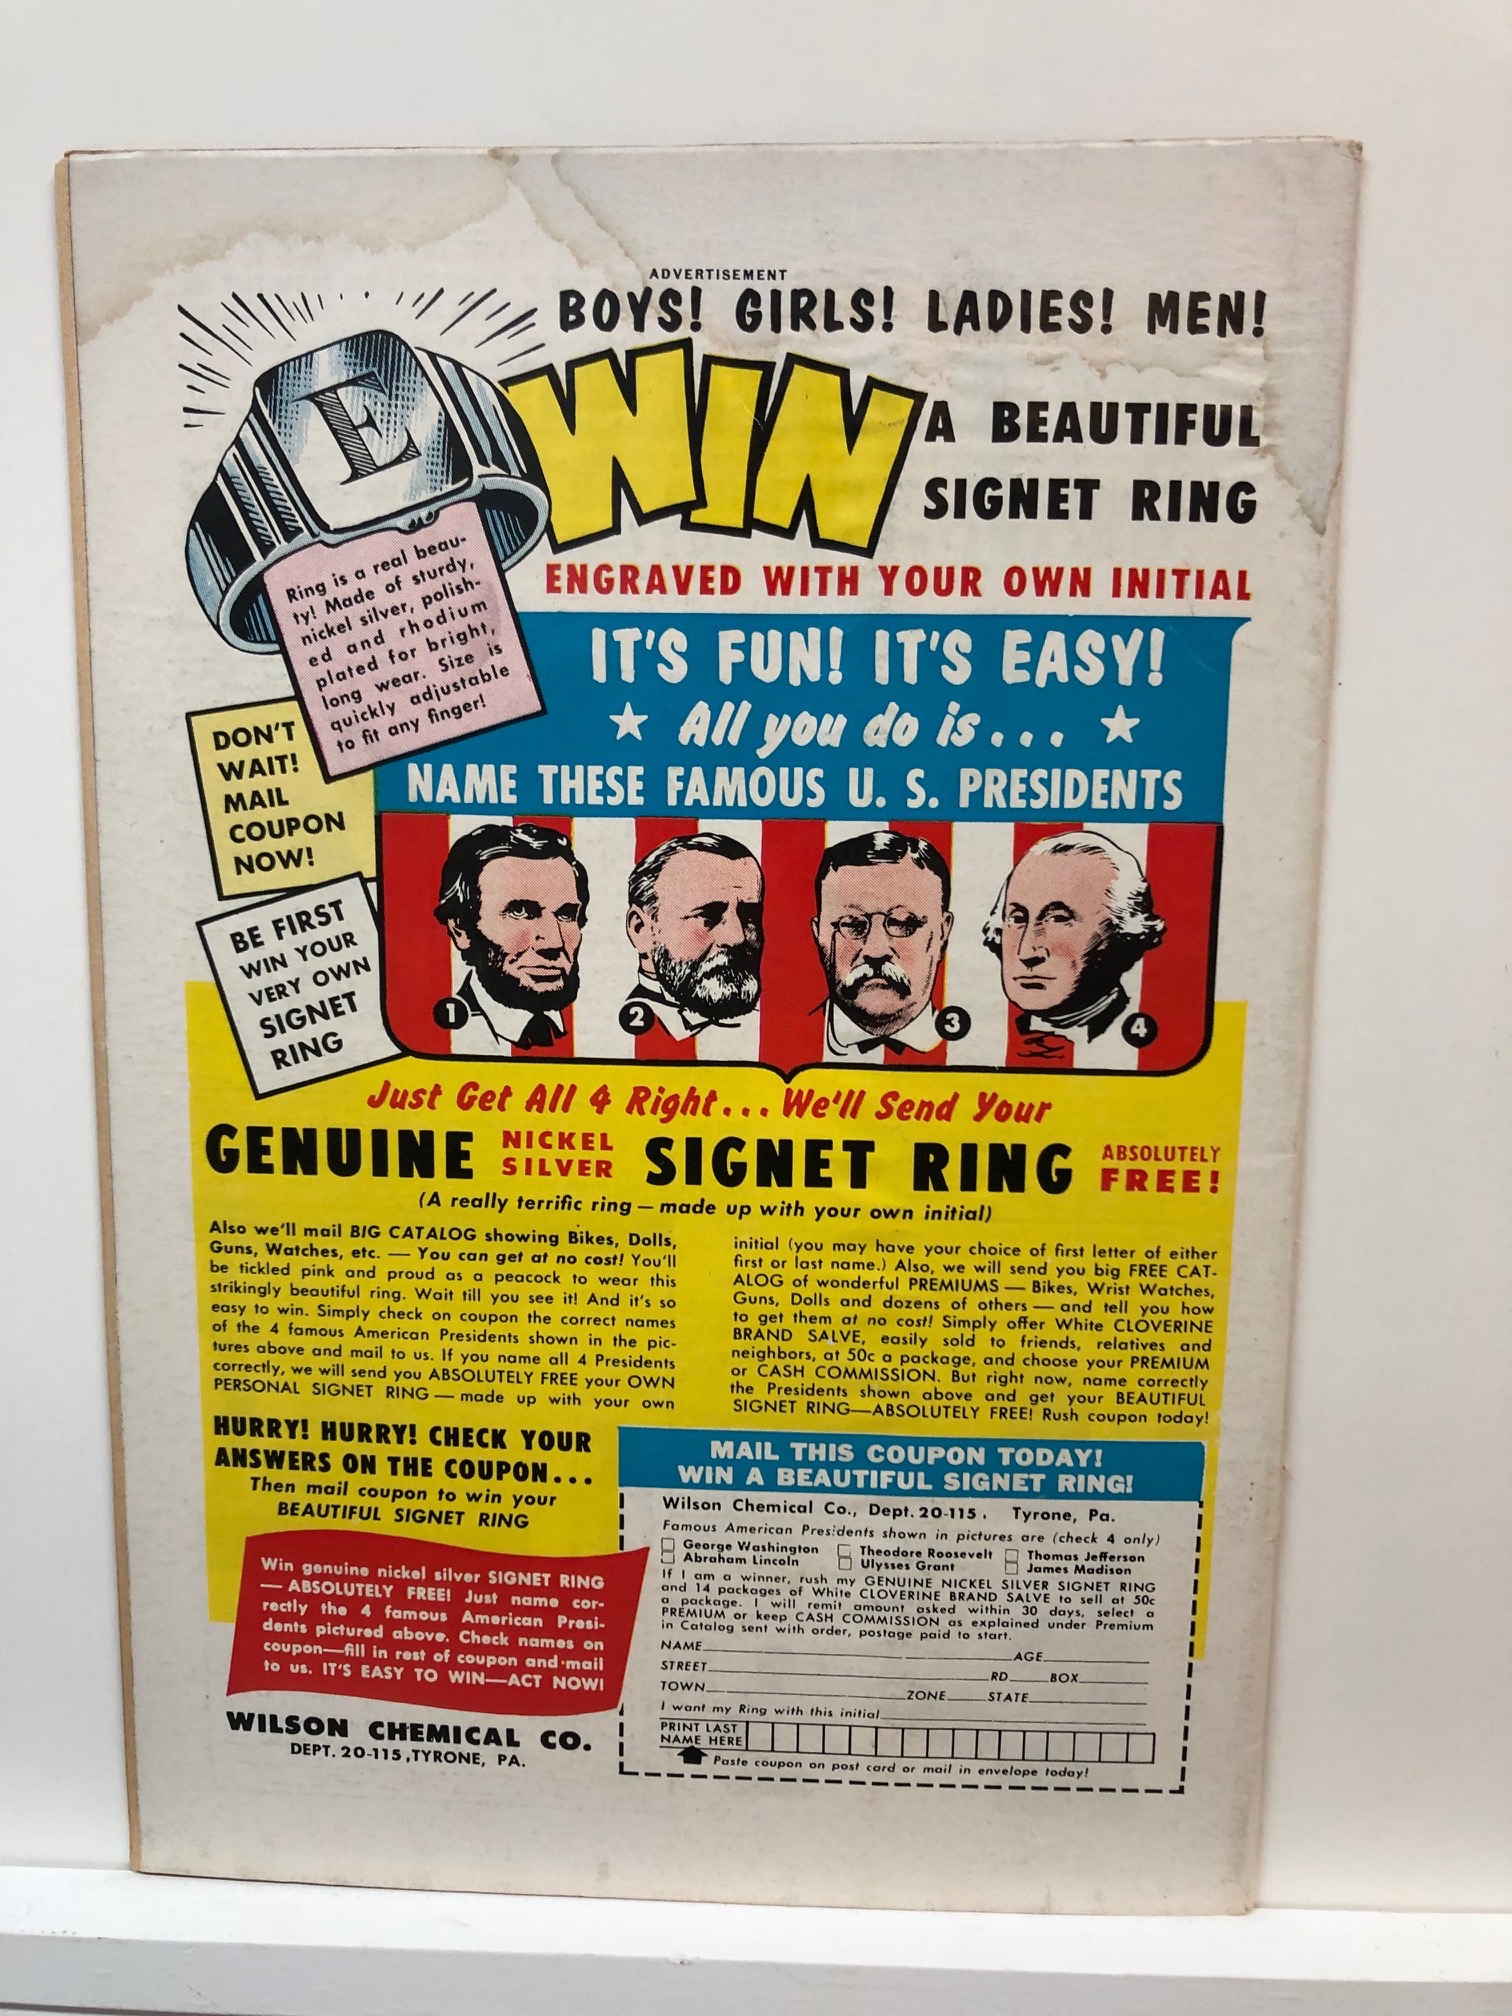 ADVERTISEMENT
BOYS! GIRLS! LADIES! MEN!
WIN
A BEAUTIFUL
SIGNET RING
ENGRAVED WITH YOUR OWN INITIAL
E
Ring is a real beau-
ty! Made of sturdy,
nickel silver, polish-
ed and rhodium
plated for bright,
long wear. Size is
quickly adjustable
to fit any finger!
IT'S FUN! IT'S EASY!
★ All you do is... ★
NAME THESE FAMOUS U. S. PRESIDENTS
DON'T
WAIT!
MAIL
COUPON
NOW!
BE FIRST
WIN YOUR
VERY OWN
SIGNET
RING
1
2
3
4
Just Get All 4 Right... We'll Send Your
GENUINE NICKEL SILVER SIGNET RING ABSOLUTELY FREE!
(A really terrific ring — made up with your own initial)
Also we'll mail BIG CATALOG showing Bikes, Dolls,
Guns, Watches, etc. — You can get at no cost! You'll
be tickled pink and proud as a peacock to wear this
strikingly beautiful ring. Wait till you see it! And it's so
easy to win. Simply check on coupon the correct names
of the 4 famous American Presidents shown in the pic-
tures above and mail to us. If you name all 4 Presidents
correctly, we will send you ABSOLUTELY FREE your OWN
PERSONAL SIGNET RING — made up with your own
initial (you may have your choice of first letter of either
first or last name.) Also, we will send you big FREE CAT-
ALOG of wonderful PREMIUMS — Bikes, Wrist Watches,
Guns, Dolls and dozens of others — and tell you how
to get them at no cost! Simply offer White CLOVERINE
BRAND SALVE, easily sold to friends, relatives and
neighbors, at 50c a package, and choose your PREMIUM
or CASH COMMISSION. But right now, name correctly
the Presidents shown above and get your BEAUTIFUL
SIGNET RING—ABSOLUTELY FREE! Rush coupon today!
HURRY! HURRY! CHECK YOUR
ANSWERS ON THE COUPON...
Then mail coupon to win your
BEAUTIFUL SIGNET RING
Win genuine nickel silver SIGNET RING
— ABSOLUTELY FREE! Just name cor-
rectly the 4 famous American Presi-
dents pictured above. Check names on
coupon—fill in rest of coupon and mail
to us. IT'S EASY TO WIN—ACT NOW!
WILSON CHEMICAL CO.
DEPT. 20-115, TYRONE, PA.
MAIL THIS COUPON TODAY!
WIN A BEAUTIFUL SIGNET RING!
Wilson Chemical Co., Dept. 20-115, Tyrone, Pa.
Famous American Presidents shown in pictures are (check 4 only)
☐ George Washington ☐ Theodore Roosevelt ☐ Thomas Jefferson
☐ Abraham Lincoln ☐ Ulysses Grant ☐ James Madison
If I am a winner, rush my GENUINE NICKEL SILVER SIGNET RING
and 14 packages of White CLOVERINE BRAND SALVE to sell at 50c
a package. I will remit amount asked within 30 days, select a
PREMIUM or keep CASH COMMISSION as explained under Premium
in Catalog sent with order, postage paid to start.
NAME AGE
STREET RD BOX
TOWN ZONE STATE
I want my Ring with this initial
PRINT LAST
NAME HERE
Paste coupon on post card or mail in envelope today!